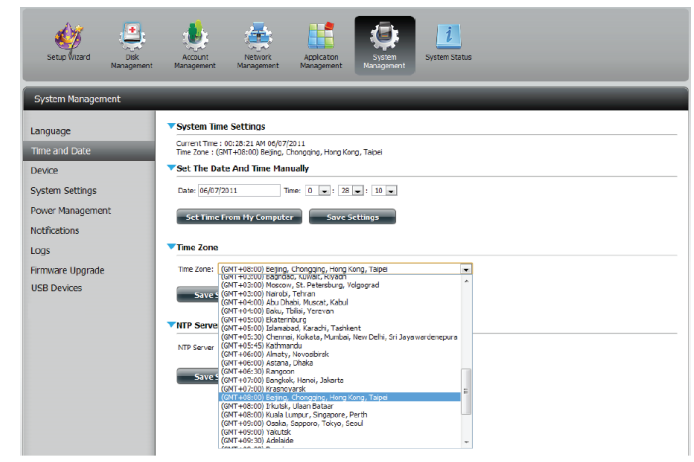 Setup Wizard
Disk
Management
Account
Management
Network
Management
Application
Management
System
Management
System Status
System Management
Language
Time and Date
Device
System Settings
Power Management
Notifications
Logs
Firmware Upgrade
USB Devices
System Time Settings
Current Time : 00:28:21 AM 06/07/2011
Time Zone : (GMT+08:00) Beijing, Chongqing, Hong Kong, Taipei
Set The Date And Time Manually
Date: 06/07/2011 Time: 0 : 28 : 10
Set Time From My Computer Save Settings
Time Zone
Time Zone: (GMT+08:00) Beijing, Chongqing, Hong Kong, Taipei
(GMT+03:00) Baghdad, Kuwait, Riyadh
(GMT+03:00) Moscow, St. Petersburg, Volgograd
(GMT+03:00) Nairobi, Tehran
(GMT+04:00) Abu Dhabi, Muscat, Kabul
(GMT+04:00) Baku, Tbilisi, Yerevan
(GMT+05:00) Ekaterinburg
(GMT+05:00) Islamabad, Karachi, Tashkent
(GMT+05:30) Chennai, Kolkata, Mumbai, New Delhi, Sri Jayawardenepura
(GMT+05:45) Kathmandu
(GMT+06:00) Almaty, Novosibirsk
(GMT+06:00) Astana, Dhaka
(GMT+06:30) Rangoon
(GMT+07:00) Bangkok, Hanoi, Jakarta
(GMT+07:00) Krasnoyarsk
(GMT+08:00) Beijing, Chongqing, Hong Kong, Taipei
(GMT+08:00) Irkutsk, Ulaan Bataar
(GMT+08:00) Kuala Lumpur, Singapore, Perth
(GMT+09:00) Osaka, Sapporo, Tokyo, Seoul
(GMT+09:00) Yakutsk
(GMT+09:30) Adelaide
Save S
NTP Serve
NTP Server
Save S